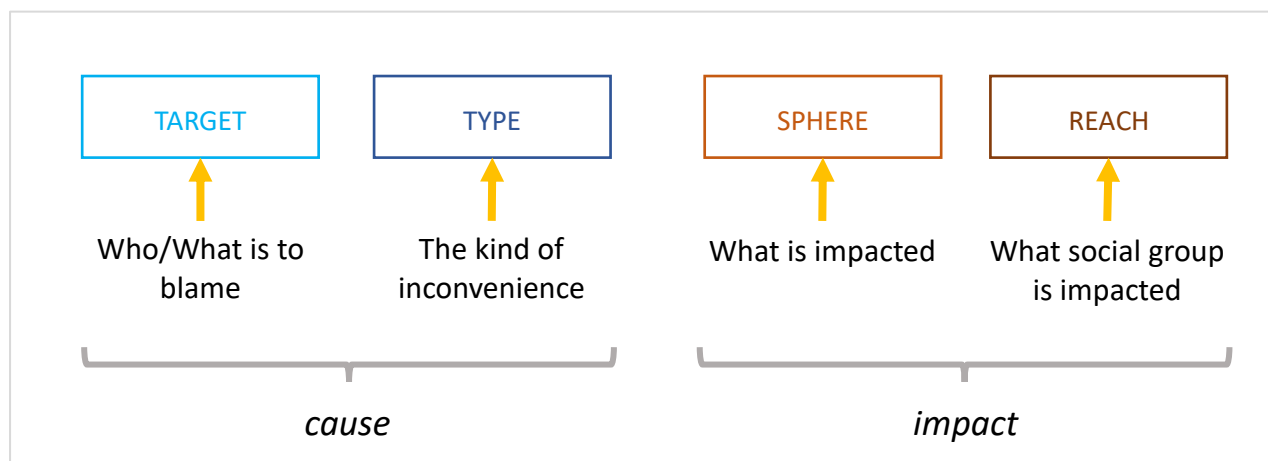 TARGET
TYPE
SPHERE
REACH
Who/What is to
blame
The kind of
inconvenience
What is impacted
What social group
is impacted
cause
impact